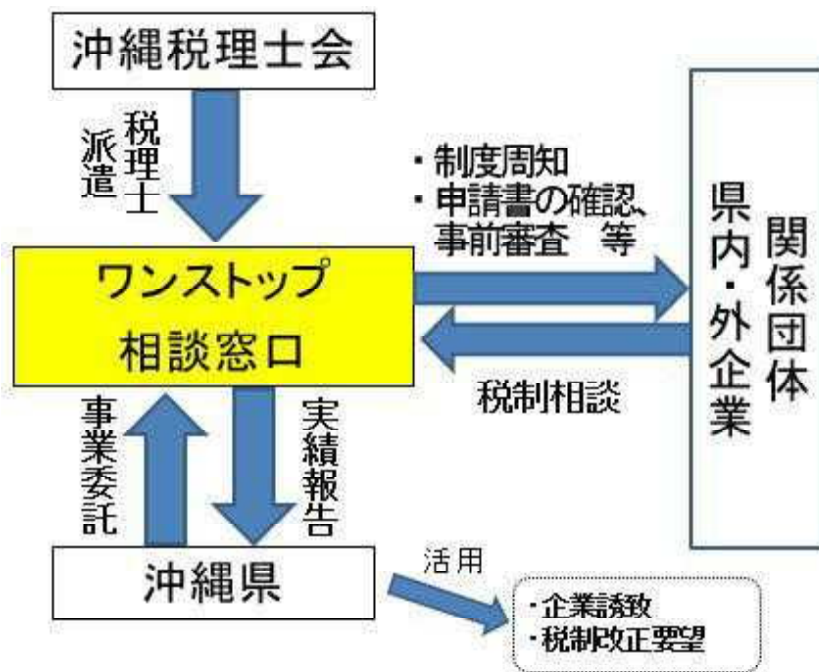 沖縄税理士会
税理士
派遣
・制度周知
・申請書の確認、
事前審査　等
ワンストップ
相談窓口
関係団体
県内・外企業
税制相談
事業委託
実績報告
沖縄県
活用
・企業誘致
・税制改正要望